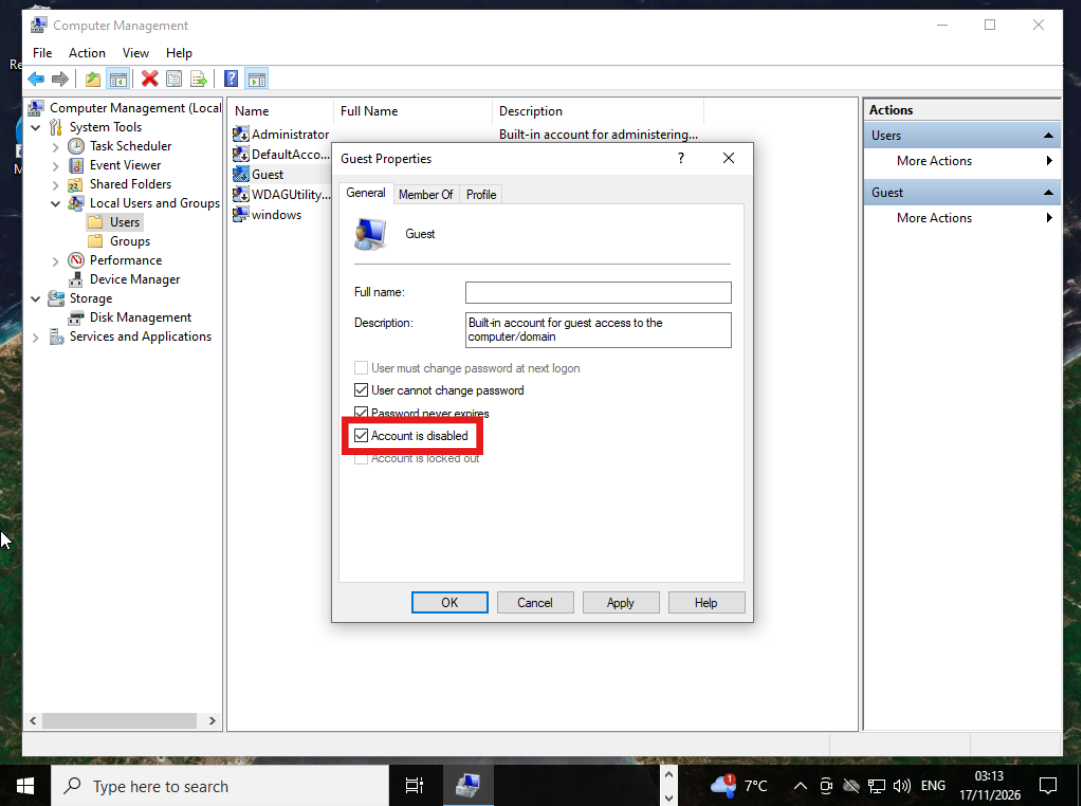 Computer Management
File Action View Help
Computer Management (Local
System Tools
Task Scheduler
Event Viewer
Shared Folders
Local Users and Groups
Users
Groups
Performance
Device Manager
Storage
Disk Management
Services and Applications
Name Full Name Description
Administrator Built-in account for administering...
DefaultAcco...
Guest
WDAGUtility...
windows
Guest Properties
General Member Of Profile
Guest
Full name:
Description: Built-in account for guest access to the
computer/domain
User must change password at next logon
User cannot change password
Password never expires
Account is disabled
Account is locked out
OK Cancel Apply Help
Actions
Users
More Actions
Guest
More Actions
Type here to search
1
7°C
ENG
03:13
17/11/2026